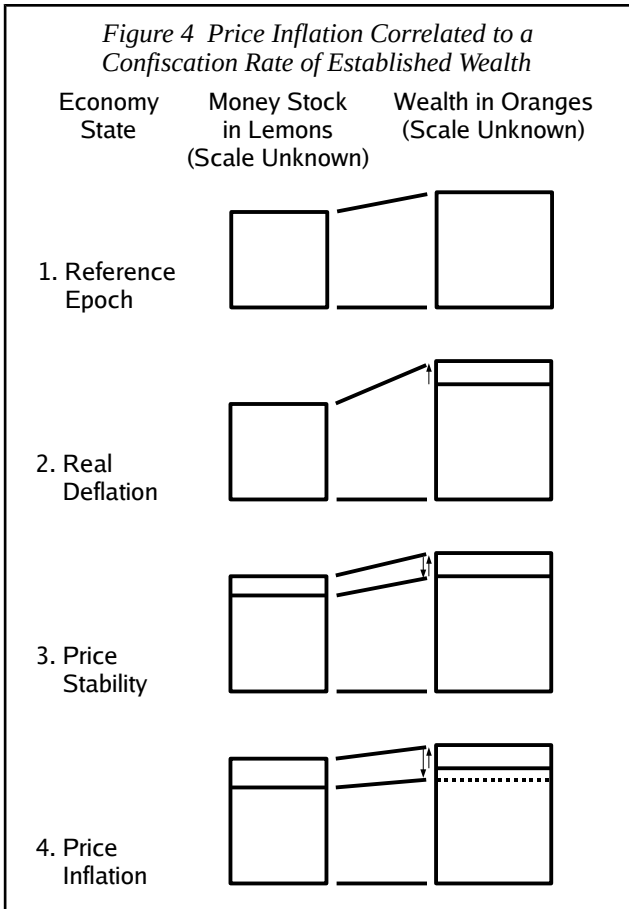 Figure 4 Price Inflation Correlated to a
Confiscation Rate of Established Wealth
Economy
State
Money Stock
in Lemons
(Scale Unknown)
Wealth in Oranges
(Scale Unknown)
1. Reference
Epoch
2. Real
Deflation
3. Price
Stability
4. Price
Inflation